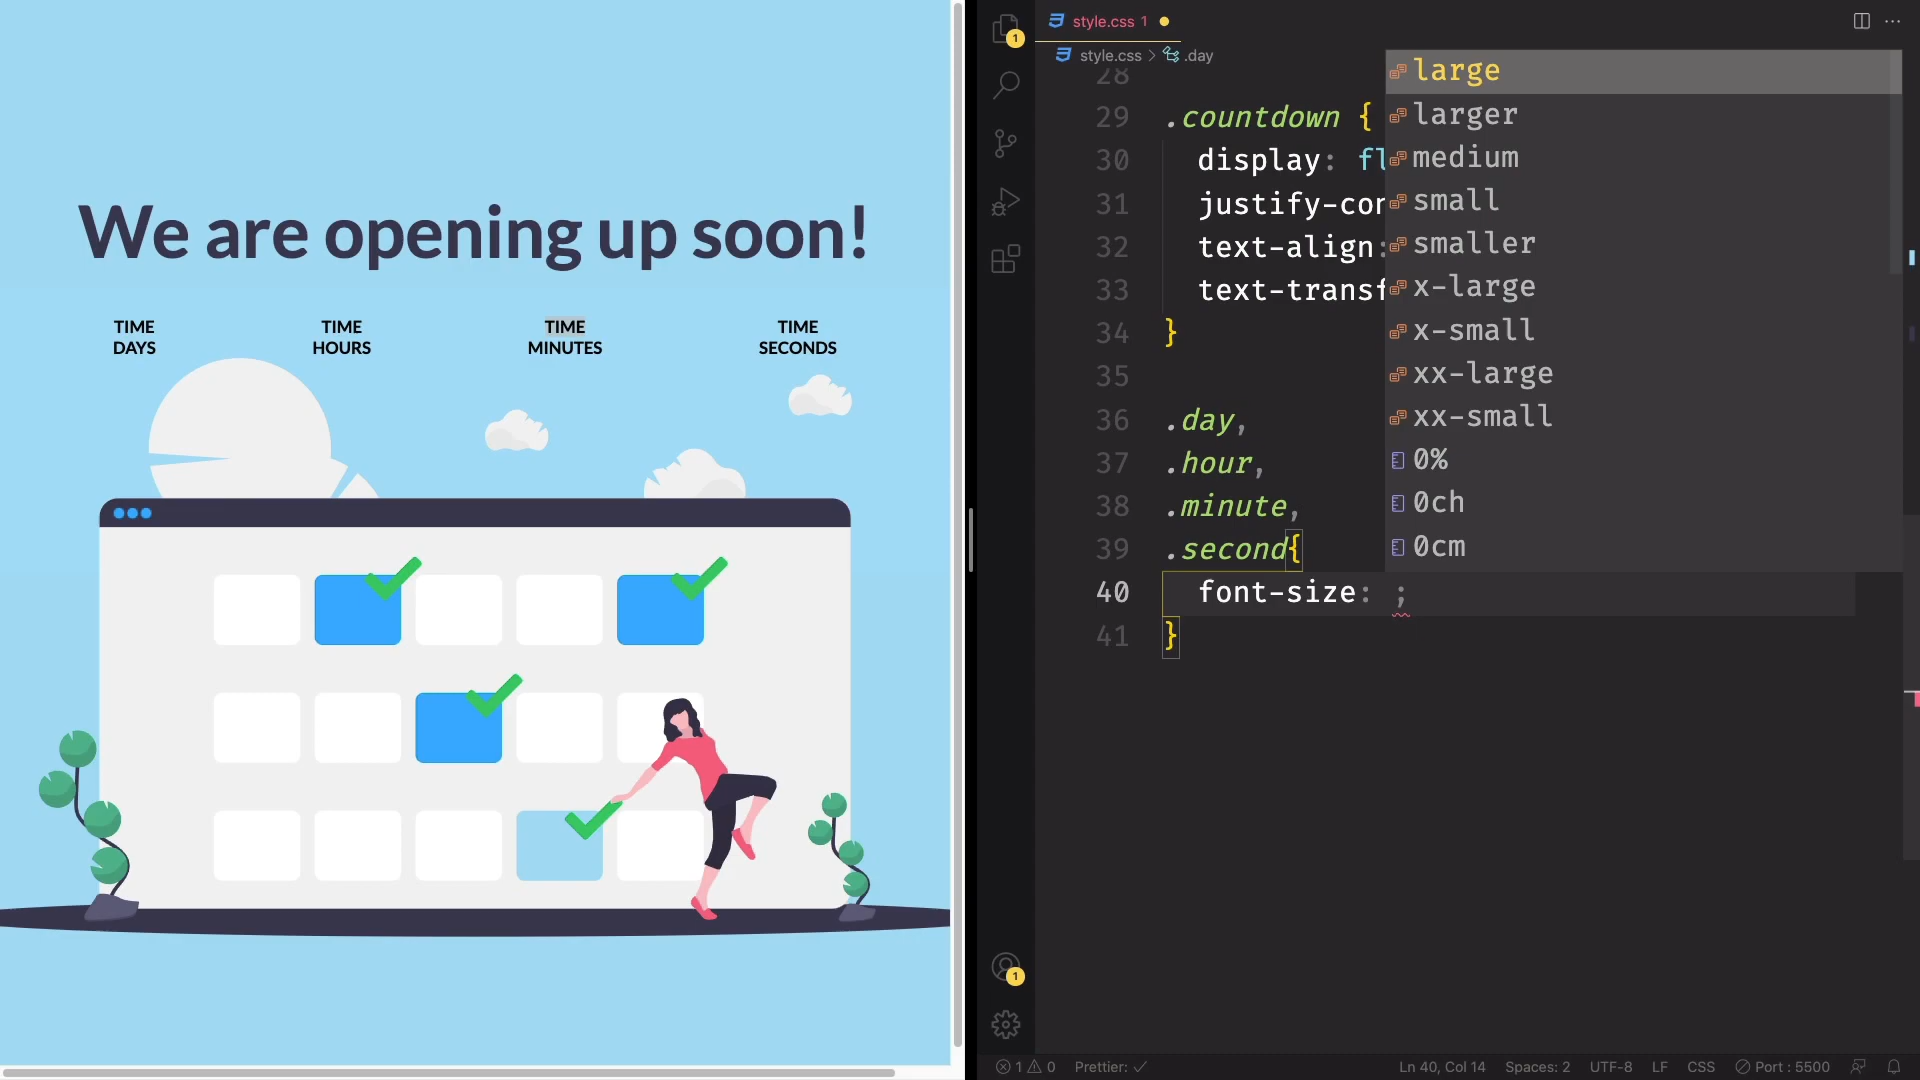 We are opening up soon!
TIME
DAYS
TIME
HOURS
TIME
MINUTES
TIME
SECONDS
1
style.css 1
style.css > .day
28
29 .countdown {
30 display: fl
31 justify-con
32 text-align:
33 text-transf
34 }
35
36 .day,
37 .hour,
38 .minute,
39 .second{
40 font-size: ;
41 }
large
larger
medium
small
smaller
x-large
x-small
xx-large
xx-small
0%
0ch
0cm
1
1 0 Prettier: ✓
Ln 40, Col 14 Spaces: 2 UTF-8 LF CSS Port : 5500